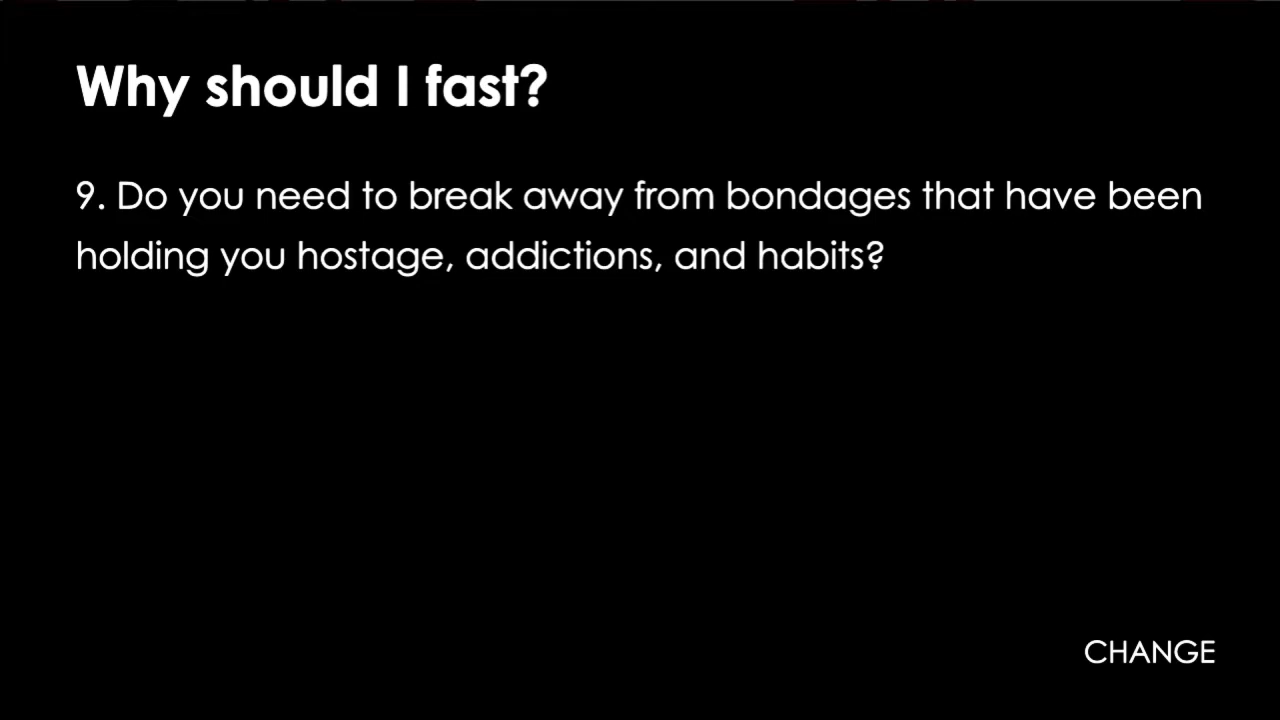 Why should I fast?
9. Do you need to break away from bondages that have been
holding you hostage, addictions, and habits?
CHANGE